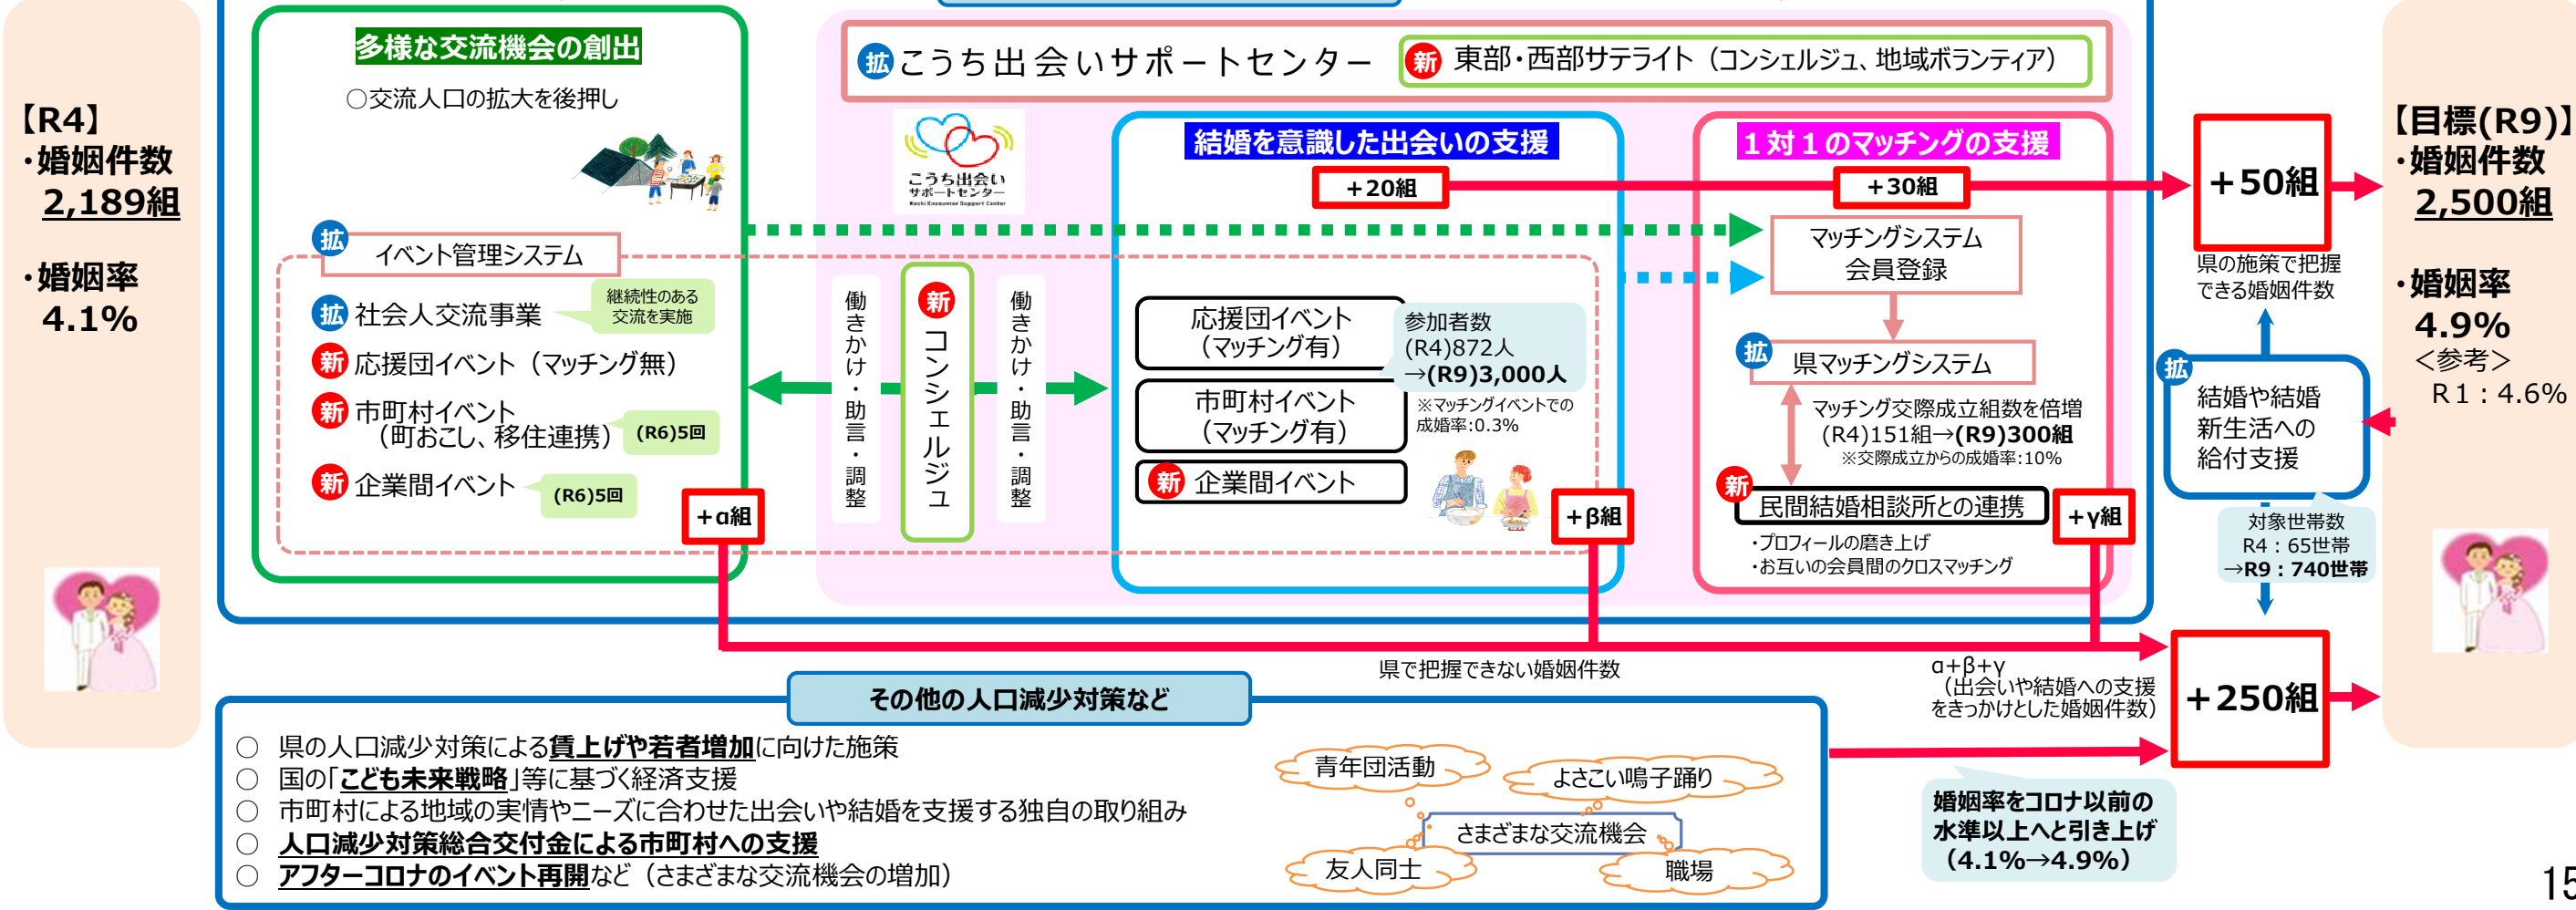 【R4】
・婚姻件数
2,189組
・婚姻率
4.1%
多様な交流機会の創出
○交流人口の拡大を後押し
拡
イベント管理システム
拡 社会人交流事業
継続性のある
交流を実施
新 応援団イベント（マッチング無）
新 市町村イベント
（町おこし、移住連携）
(R6)5回
新 企業間イベント
(R6)5回
+α組
拡 こうち出会いサポートセンター
新 東部・西部サテライト（コンシェルジュ、地域ボランティア）
こうち出会い
サポートセンター
Kochi Encounter Support Center
働きかけ・助言・調整
新
コンシェルジュ
働きかけ・助言・調整
結婚を意識した出会いの支援
+20組
応援団イベント
（マッチング有）
市町村イベント
（マッチング有）
新 企業間イベント
参加者数
(R4)872人
→(R9)3,000人
※マッチングイベントでの
成婚率:0.3%
+β組
１対１のマッチングの支援
+30組
マッチングシステム
会員登録
拡
県マッチングシステム
マッチング交際成立組数を倍増
(R4)151組→(R9)300組
※交際成立からの成婚率:10%
新
民間結婚相談所との連携
・プロフィールの磨き上げ
・お互いの会員間のクロスマッチング
+γ組
+50組
県の施策で把握
できる婚姻件数
拡
結婚や結婚
新生活への
給付支援
対象世帯数
R4：65世帯
→R9：740世帯
+250組
【目標(R9)】
・婚姻件数
2,500組
・婚姻率
4.9%
＜参考＞
R１：4.6%
県で把握できない婚姻件数
α+β+γ
（出会いや結婚への支援
をきっかけとした婚姻件数）
その他の人口減少対策など
○ 県の人口減少対策による賃上げや若者増加に向けた施策
○ 国の「こども未来戦略」等に基づく経済支援
○ 市町村による地域の実情やニーズに合わせた出会いや結婚を支援する独自の取り組み
○ 人口減少対策総合交付金による市町村への支援
○ アフターコロナのイベント再開など（さまざまな交流機会の増加）
青年団活動
よさこい鳴子踊り
さまざまな交流機会
友人同士
職場
婚姻率をコロナ以前の
水準以上へと引き上げ
（4.1%→4.9%）
15